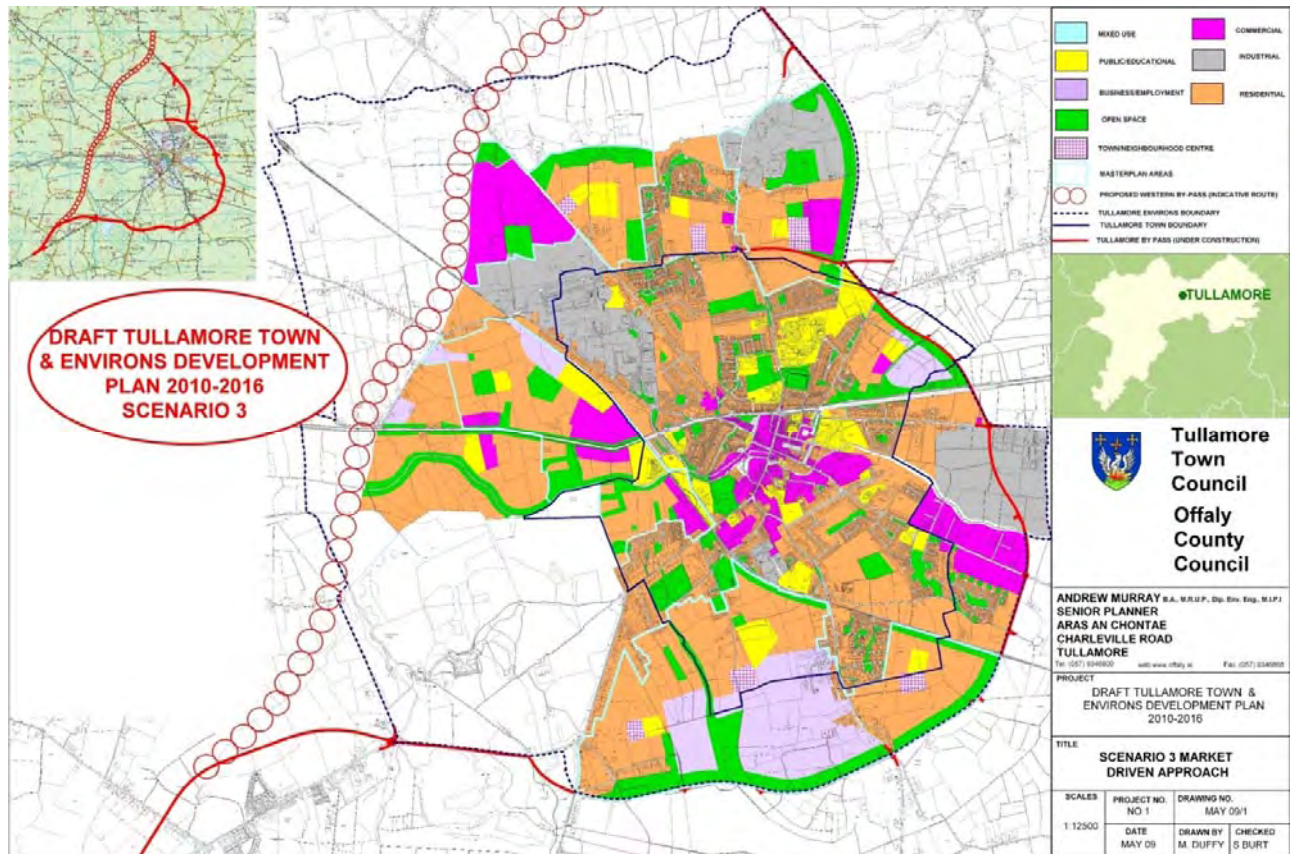 DRAFT TULLAMORE TOWN
& ENVIRONS DEVELOPMENT
PLAN 2010-2016
SCENARIO 3
MIXED USE
COMMERCIAL
PUBLIC/EDUCATIONAL
INDUSTRIAL
BUSINESS/EMPLOYMENT
RESIDENTIAL
OPEN SPACE
TOWN/NEIGHBOURHOOD CENTRE
MASTERPLAN AREAS
PROPOSED WESTERN BY-PASS (INDICATIVE ROUTE)
TULLAMORE ENVIRONS BOUNDARY
TULLAMORE TOWN BOUNDARY
TULLAMORE BY PASS (UNDER CONSTRUCTION)
TULLAMORE
Tullamore
Town
Council
Offaly
County
Council
ANDREW MURRAY B.A., M.R.U.P., Dip. Env. Eng., M.I.P.I
SENIOR PLANNER
ARAS AN CHONTAE
CHARLEVILLE ROAD
TULLAMORE
PROJECT
DRAFT TULLAMORE TOWN &
ENVIRONS DEVELOPMENT PLAN
2010-2016
TITLE
SCENARIO 3 MARKET
DRIVEN APPROACH
SCALES
1:12500
PROJECT NO.
NO 1
DRAWING NO.
MAY 09/1
DATE
MAY 09
DRAWN BY
M. DUFFY
CHECKED
S BURT